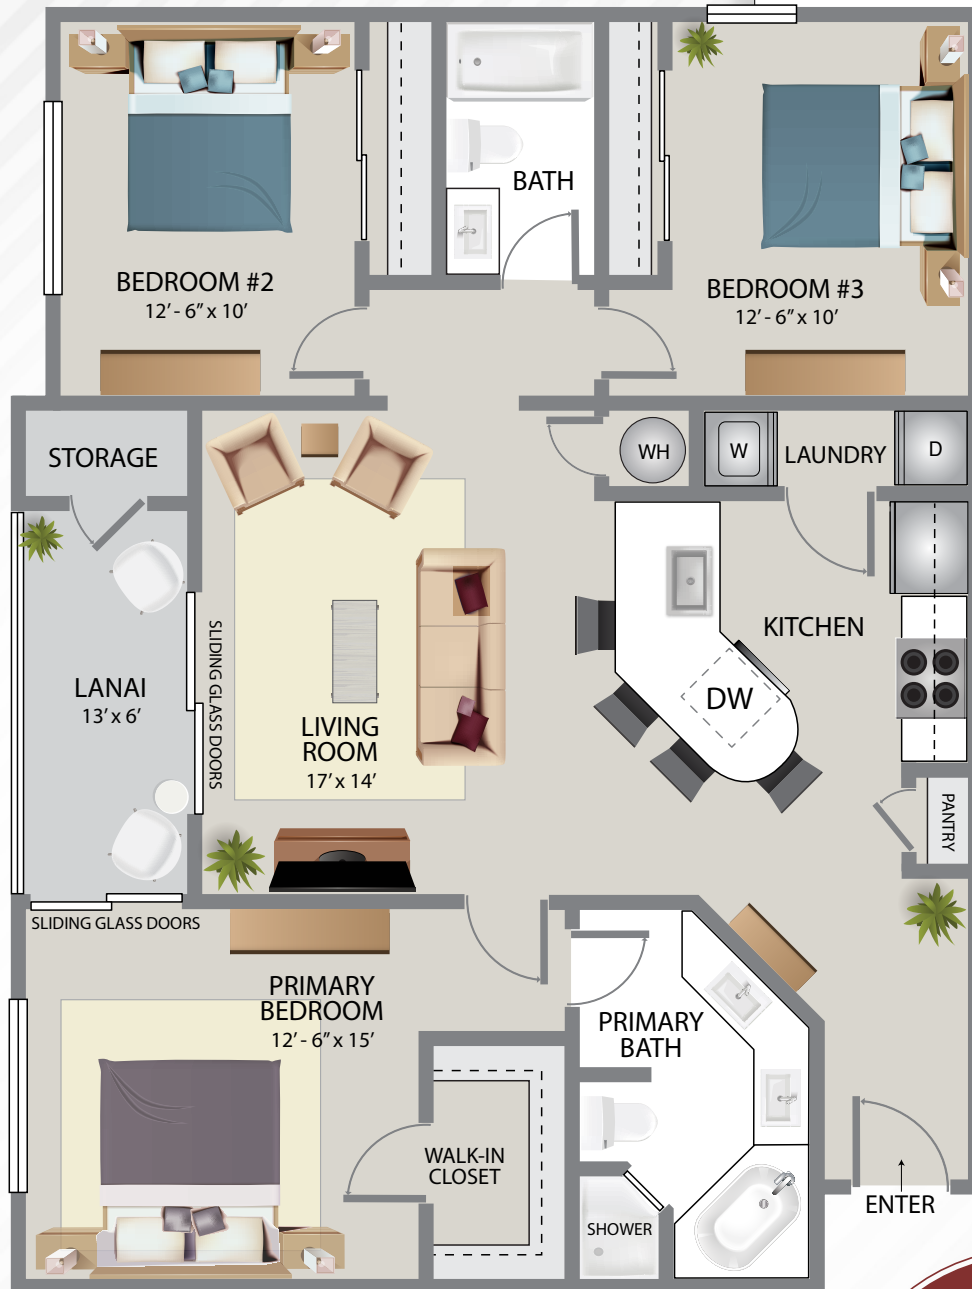 BATH
BEDROOM #2
12' - 6" x 10'
BEDROOM #3
12' - 6" x 10'
STORAGE
WH
W
LAUNDRY
D
KITCHEN
LANAI
13' x 6'
SLIDING GLASS DOORS
LIVING
ROOM
17' x 14'
DW
PANTRY
SLIDING GLASS DOORS
PRIMARY
BEDROOM
12' - 6" x 15'
PRIMARY
BATH
WALK-IN
CLOSET
SHOWER
ENTER